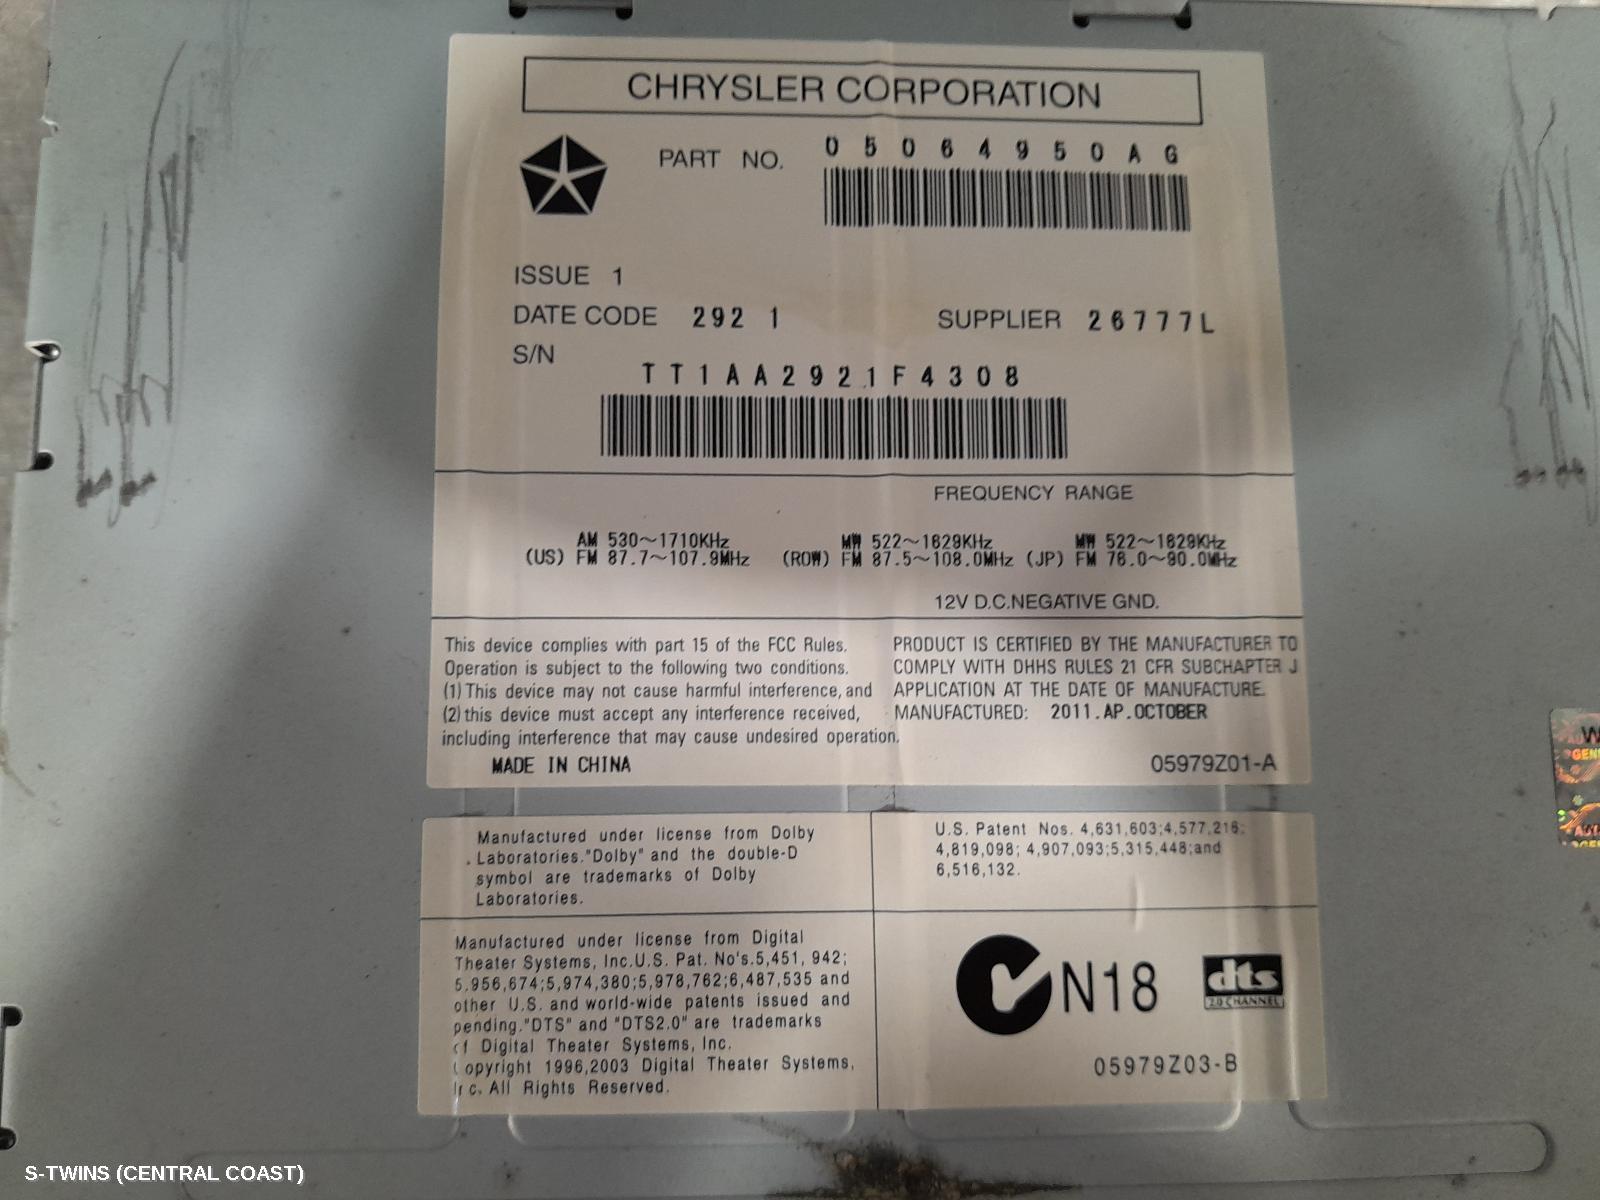 CHRYSLER CORPORATION
PART NO. 05064950AG
ISSUE 1
DATE CODE 292 1 SUPPLIER 26777L
S/N
TT1AA2921F4308
FREQUENCY RANGE
AM 530~1710KHz MW 522~1629KHz MW 522~1629KHz
(US) FM 87.7~107.9MHz (ROW) FM 87.5~108.0MHz (JP) FM 76.0~90.0MHz
12V D.C.NEGATIVE GND.
This device complies with part 15 of the FCC Rules.
Operation is subject to the following two conditions.
(1) This device may not cause harmful interference, and
(2) this device must accept any interference received,
including interference that may cause undesired operation.
MADE IN CHINA
PRODUCT IS CERTIFIED BY THE MANUFACTURER TO
COMPLY WITH DHHS RULES 21 CFR SUBCHAPTER J
APPLICATION AT THE DATE OF MANUFACTURE.
MANUFACTURED: 2011.AP.OCTOBER
05979Z01-A
Manufactured under license from Dolby
Laboratories."Dolby" and the double-D
symbol are trademarks of Dolby
Laboratories.
U.S. Patent Nos. 4,631,603;4,577,216;
4,819,098; 4,907,093;5,315,448;and
6,516,132.
Manufactured under license from Digital
Theater Systems, Inc.U.S. Pat. No's.5,451, 942;
5,956,674;5,974,380;5,978,762;6,487,535 and
other U.S. and world-wide patents issued and
pending."DTS" and "DTS2.0" are trademarks
of Digital Theater Systems, Inc.
Copyright 1996,2003 Digital Theater Systems,
Inc. All Rights Reserved.
N18
dts
2.0 CHANNEL
05979Z03-B
S-TWINS (CENTRAL COAST)